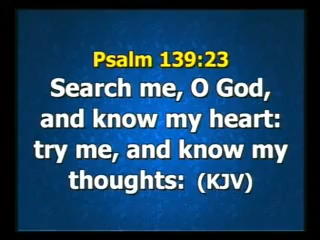 Psalm 139:23
Search me, O God,
and know my heart:
try me, and know my
thoughts: (KJV)